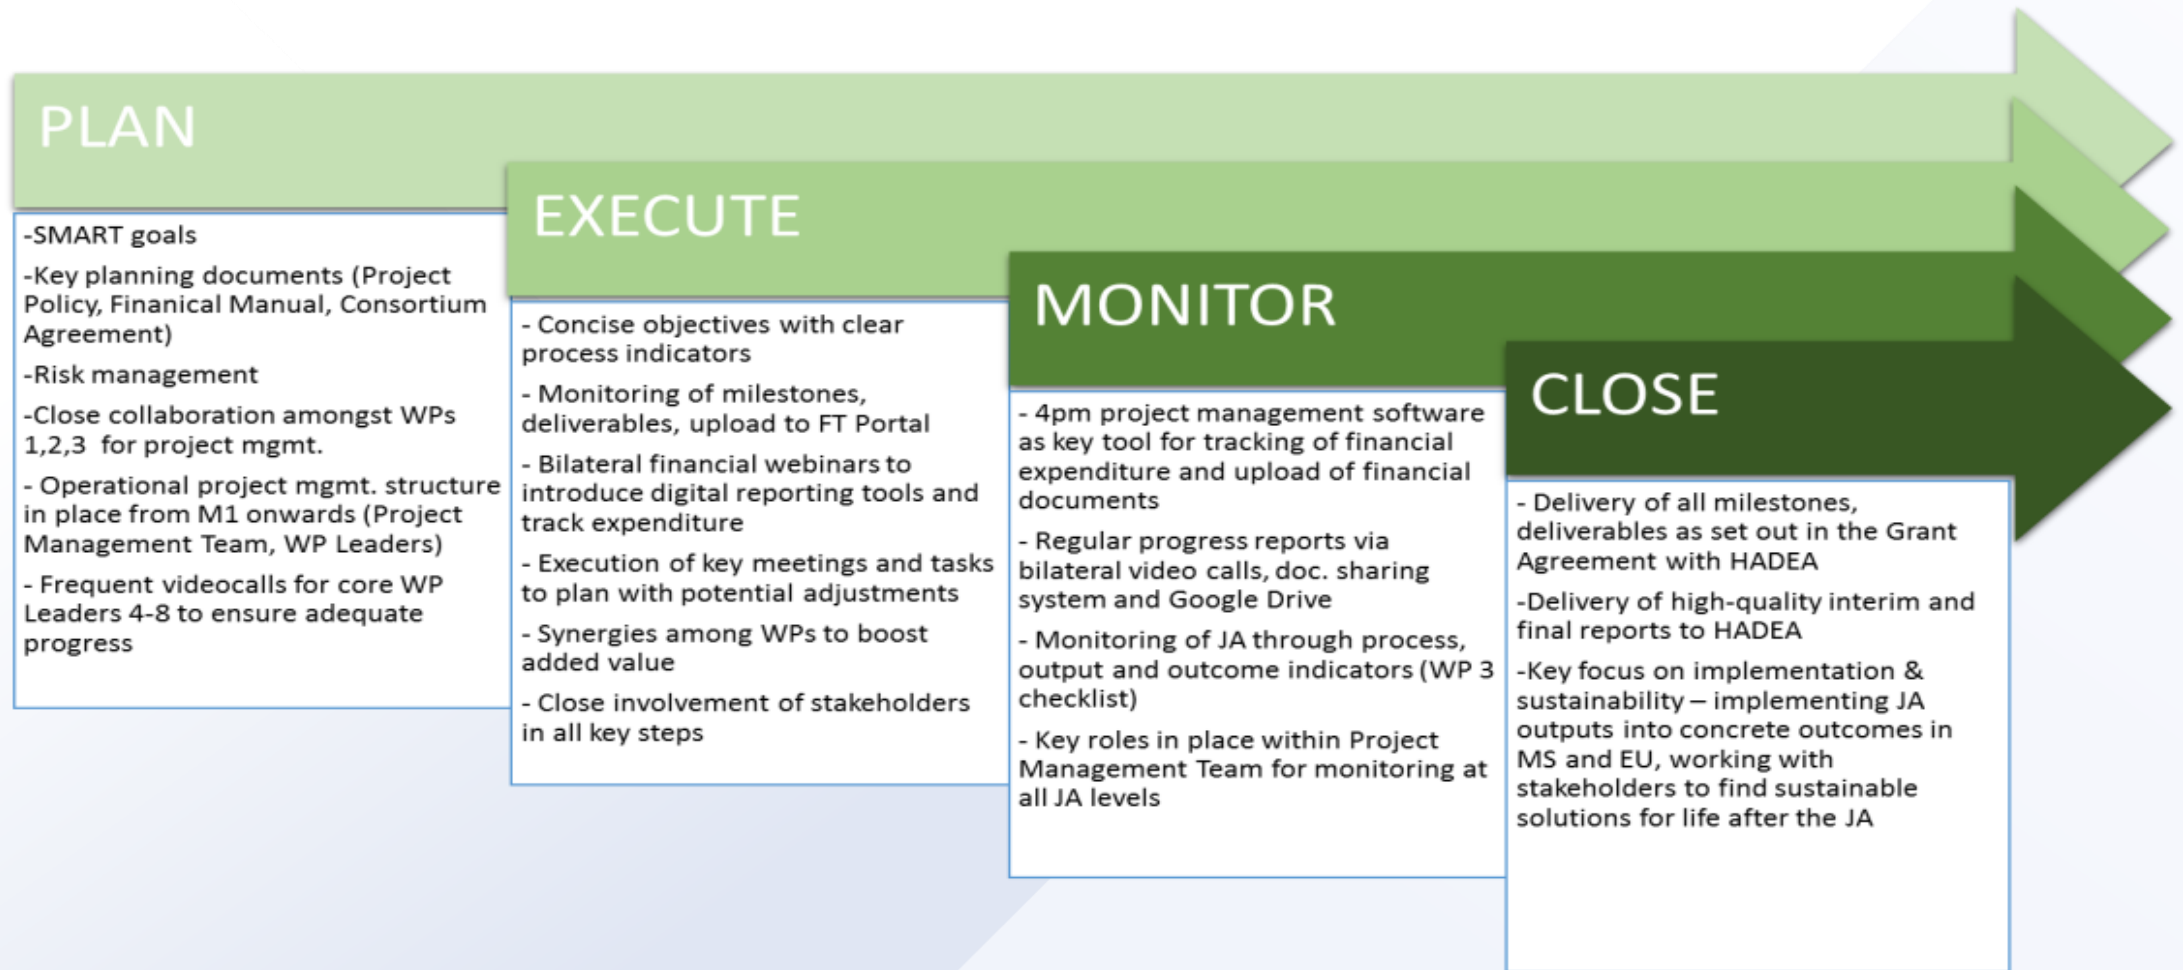 PLAN
-SMART goals
-Key planning documents (Project
Policy, Finanical Manual, Consortium
Agreement)
-Risk management
-Close collaboration amongst WPs
1,2,3 for project mgmt.
- Operational project mgmt. structure
in place from M1 onwards (Project
Management Team, WP Leaders)
- Frequent videocalls for core WP
Leaders 4-8 to ensure adequate
progress
EXECUTE
- Concise objectives with clear
process indicators
- Monitoring of milestones,
deliverables, upload to FT Portal
- Bilateral financial webinars to
introduce digital reporting tools and
track expenditure
- Execution of key meetings and tasks
to plan with potential adjustments
- Synergies among WPs to boost
added value
- Close involvement of stakeholders
in all key steps
MONITOR
- 4pm project management software
as key tool for tracking of financial
expenditure and upload of financial
documents
- Regular progress reports via
bilateral video calls, doc. sharing
system and Google Drive
- Monitoring of JA through process,
output and outcome indicators (WP 3
checklist)
- Key roles in place within Project
Management Team for monitoring at
all JA levels
CLOSE
- Delivery of all milestones,
deliverables as set out in the Grant
Agreement with HADEA
-Delivery of high-quality interim and
final reports to HADEA
-Key focus on implementation &
sustainability – implementing JA
outputs into concrete outcomes in
MS and EU, working with
stakeholders to find sustainable
solutions for life after the JA